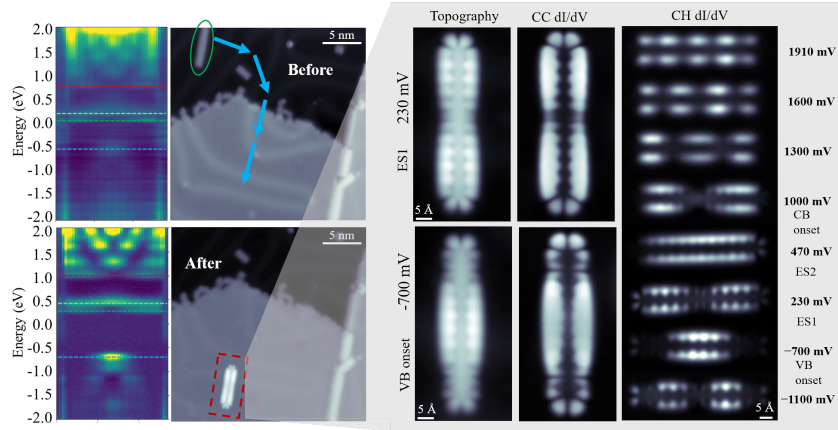 2.0
1.5
1.0
0.5
0.0
-0.5
-1.0
-1.5
-2.0
Energy (eV)
5 nm
Before
2.0
1.5
1.0
0.5
0.0
-0.5
-1.0
-1.5
-2.0
Energy (eV)
5 nm
After
Topography
CC dI/dV
CH dI/dV
230 mV
ES1
5 Å
-700 mV
VB onset
5 Å
1910 mV
1600 mV
1300 mV
1000 mV
CB
onset
470 mV
ES2
230 mV
ES1
−700 mV
VB
onset
−1100 mV
5 Å